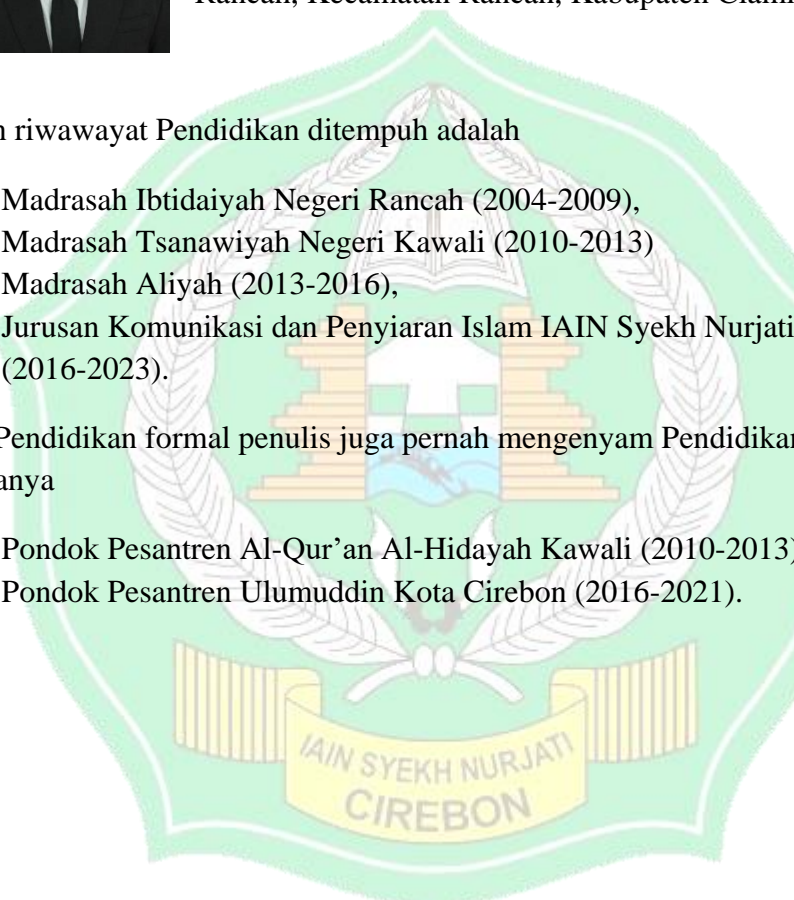 Rancah, Kecamatan Rancah, Kabupaten
n riwawayat Pendidikan ditempuh adalah
Madrasah Ibtidaiyah Negeri Rancah (2004-2009),
Madrasah Tsanawiyah Negeri Kawali (2010-2013)
Madrasah Aliyah (2013-2016),
Jurusan Komunikasi dan Penyiaran Islam IAIN Syekh Nurjati
(2016-2023).
Pendidikan formal penulis juga pernah mengenyam Pendidikan
anya
Pondok Pesantren Al-Qur’an Al-Hidayah Kawali (2010-2013)
Pondok Pesantren Ulumuddin Kota Cirebon (2016-2021).
IAIN SYEKH NURJATI
CIREBON